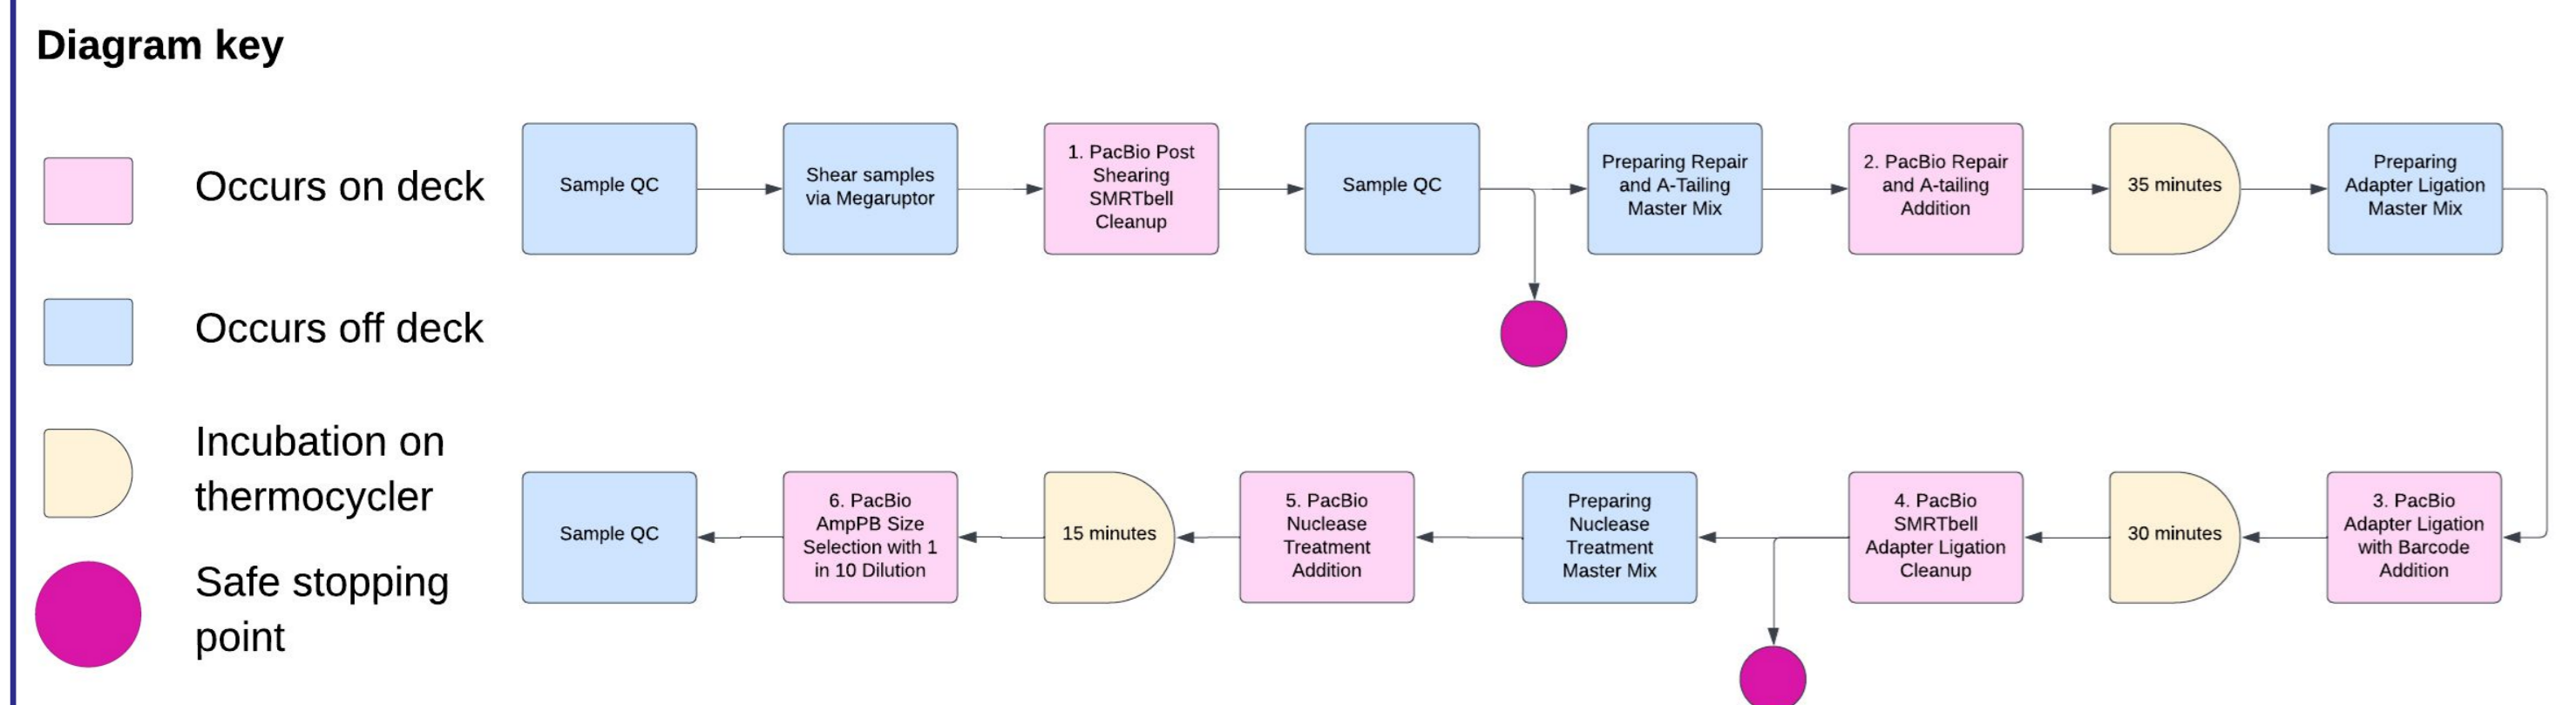 Diagram key
Occurs on deck
Occurs off deck
Incubation on
thermocycler
Safe stopping
point
Sample QC
Shear samples
via Megaruptor
1. PacBio Post
Shearing
SMRTbell
Cleanup
Sample QC
Preparing Repair
and A-Tailing
Master Mix
2. PacBio Repair
and A-tailing
Addition
35 minutes
Preparing
Adapter Ligation
Master Mix
3. PacBio
Adapter Ligation
with Barcode
Addition
30 minutes
4. PacBio
SMRTbell
Adapter Ligation
Cleanup
Preparing
Nuclease
Treatment
Master Mix
5. PacBio
Nuclease
Treatment
Addition
15 minutes
6. PacBio
AmpPB Size
Selection with 1
in 10 Dilution
Sample QC